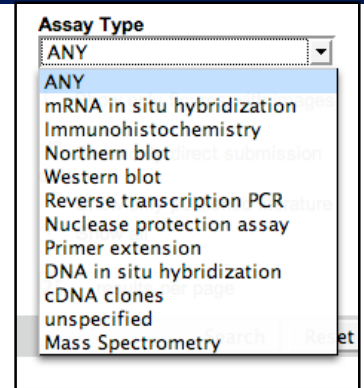 Assay Type
ANY
ANY
mRNA in situ hybridization
Immunohistochemistry
Northern blot
Western blot
Reverse transcription PCR
Nuclease protection assay
Primer extension
DNA in situ hybridization
cDNA clones
unspecified
Mass Spectrometry